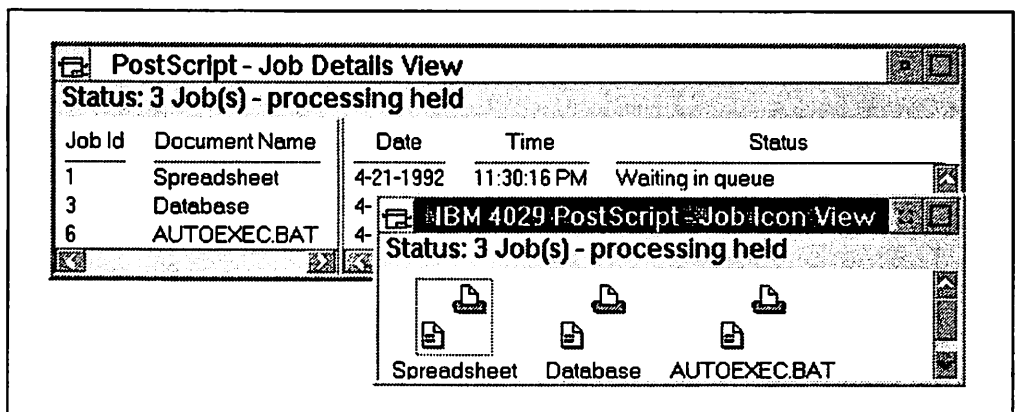 PostScript - Job Details View
Status: 3 Job(s) - processing held
Job Id Document Name Date Time Status
1 Spreadsheet 4-21-1992 11:30:16 PM Waiting in queue
3 Database 4-
6 AUTOEXEC.BAT 4-
IBM 4029 PostScript - Job Icon View
Status: 3 Job(s) - processing held
Spreadsheet Database AUTOEXEC.BAT